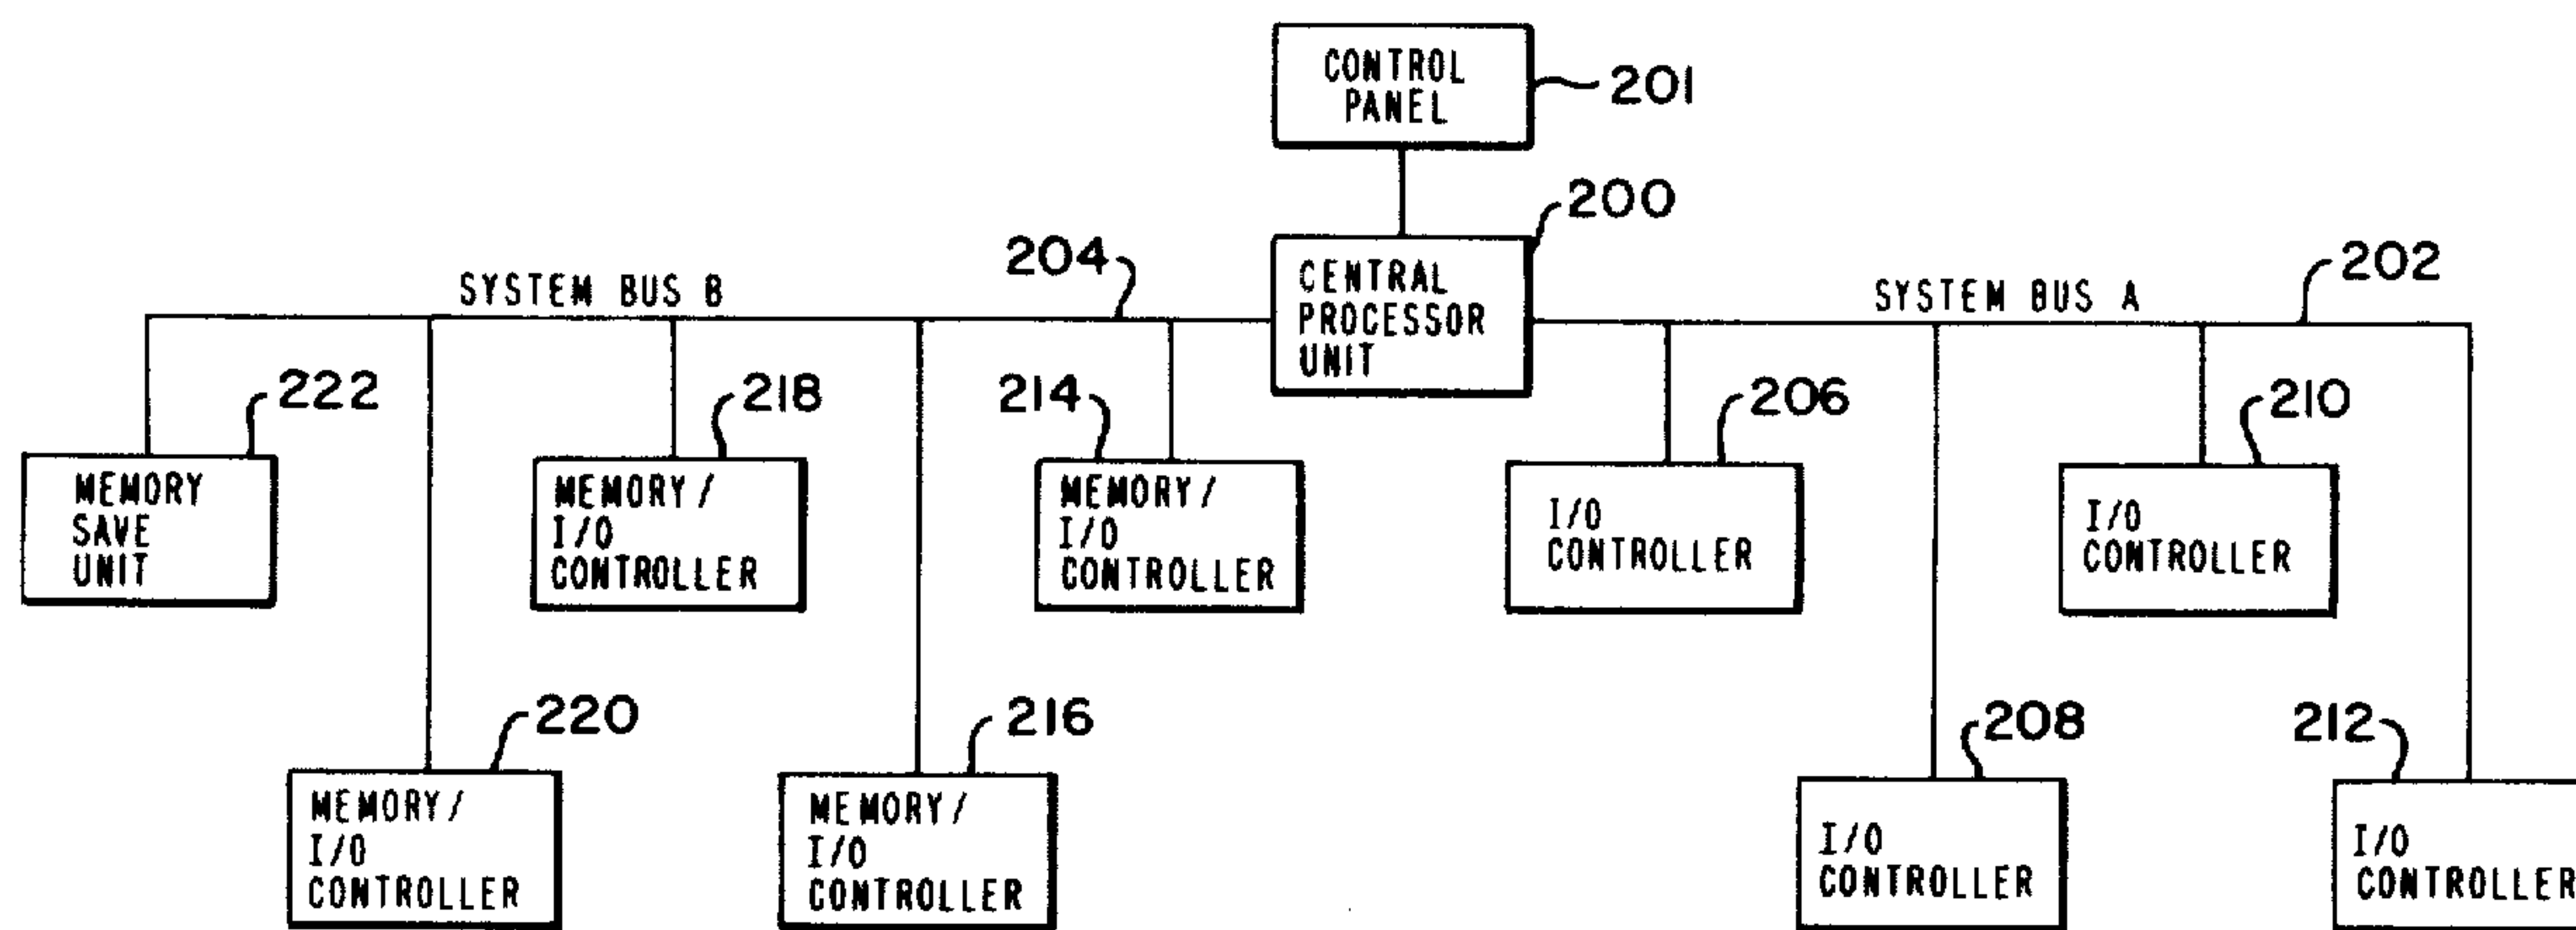 CONTROL
PANEL
201
200
CENTRAL
PROCESSOR
UNIT
204
SYSTEM BUS B
SYSTEM BUS A
202
222
MEMORY
SAVE
UNIT
218
MEMORY/
I/O
CONTROLLER
214
MEMORY/
I/O
CONTROLLER
206
I/O
CONTROLLER
210
I/O
CONTROLLER
220
MEMORY/
I/O
CONTROLLER
216
MEMORY/
I/O
CONTROLLER
208
I/O
CONTROLLER
212
I/O
CONTROLLER